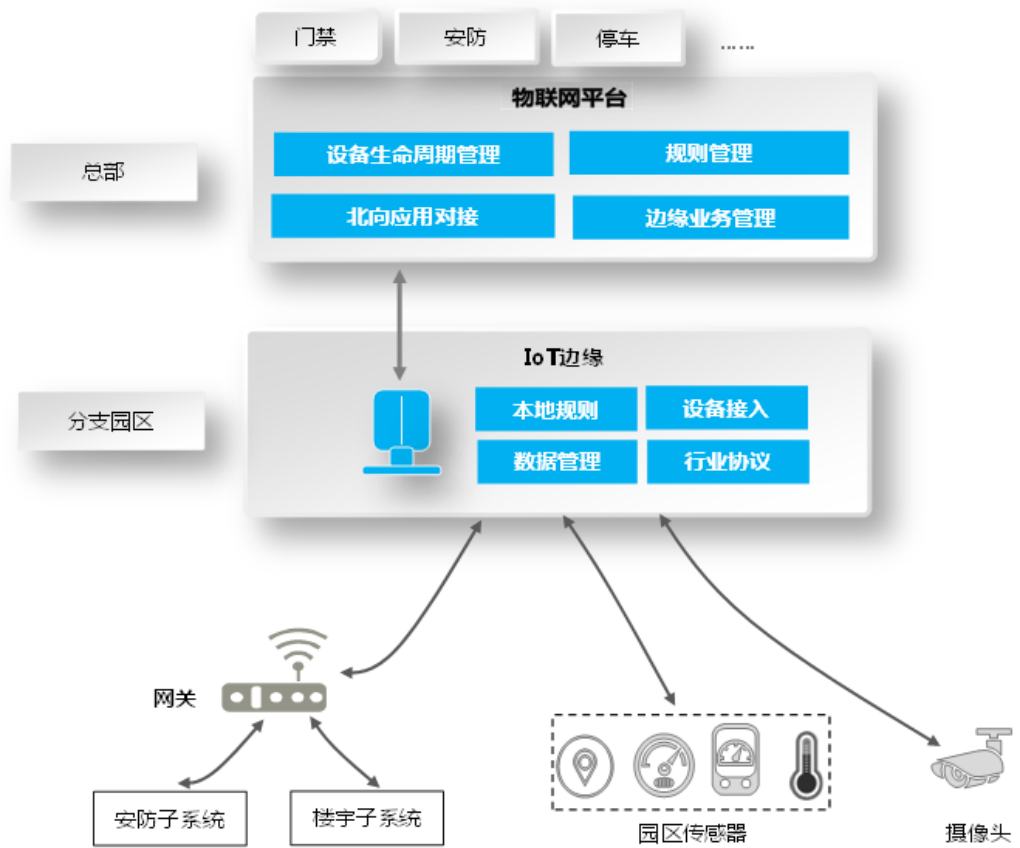 门禁
安防
停车
……
物联网平台
设备生命周期管理
规则管理
总部
北向应用对接
边缘业务管理
IoT边缘
分支园区
本地规则
设备接入
数据管理
行业协议
网关
安防子系统
楼宇子系统
园区传感器
摄像头